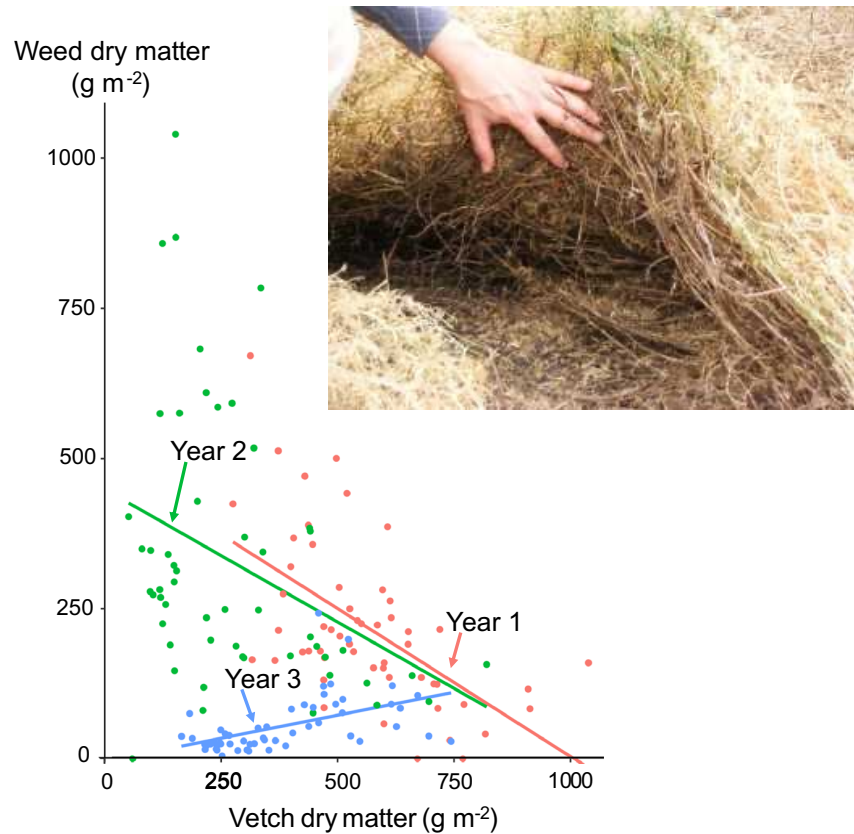 Weed dry matter
(g m⁻²)
1000
750
500
250
0
Year 2
Year 1
Year 3
0
250
500
750
1000
Vetch dry matter (g m⁻²)